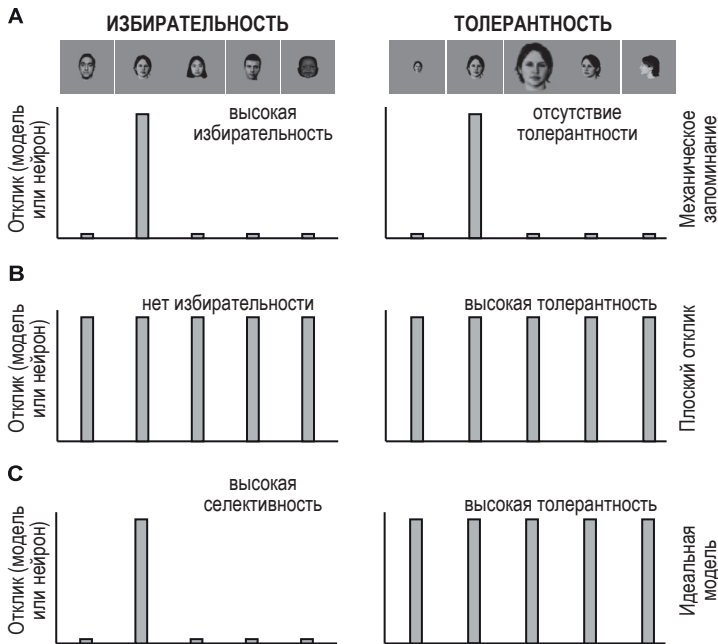 A
ИЗБИРАТЕЛЬНОСТЬ
ТОЛЕРАНТНОСТЬ
Отклик (модель
или нейрон)
высокая
избирательность
отсутствие
толерантности
Механическое
запоминание
B
Отклик (модель
или нейрон)
нет избирательности
высокая толерантность
Плоский отклик
C
Отклик (модель
или нейрон)
высокая
селективность
высокая толерантность
Идеальная
модель